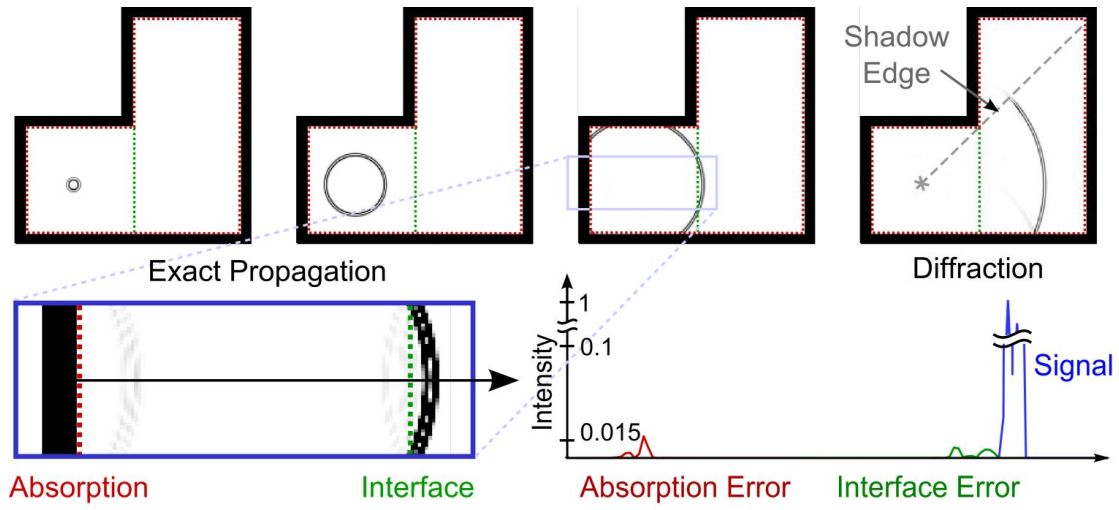 Shadow
Edge
*
Exact Propagation
Diffraction
Intensity
1
0.1
0.015
Signal
Absorption
Interface
Absorption Error
Interface Error